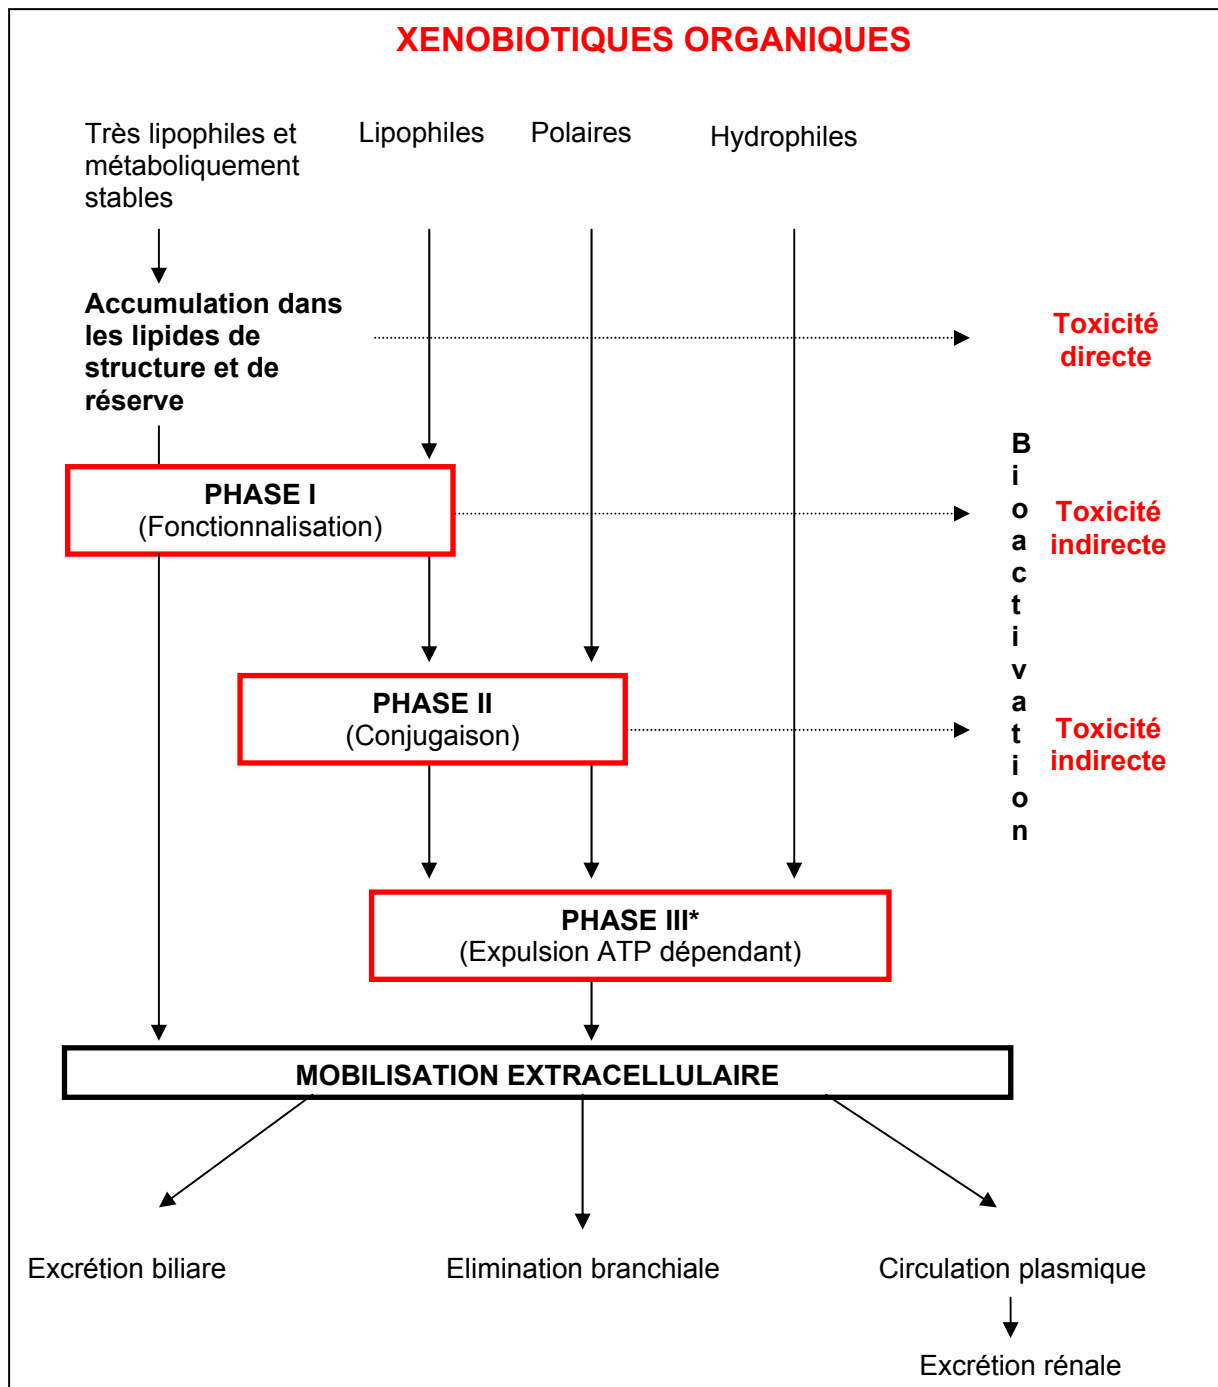 XENOBIOTIQUES ORGANIQUES
Très lipophiles et
métaboliquement
stables
Lipophiles
Polaires
Hydrophiles
Accumulation dans
les lipides de
structure et de
réserve
Toxicité
directe
PHASE I
(Fonctionnalisation)
Toxicité
indirecte
Bioactivation
PHASE II
(Conjugaison)
Toxicité
indirecte
PHASE III*
(Expulsion ATP dépendant)
MOBILISATION EXTRACELLULAIRE
Excrétion biliare
Elimination branchiale
Circulation plasmique
Excrétion rénale